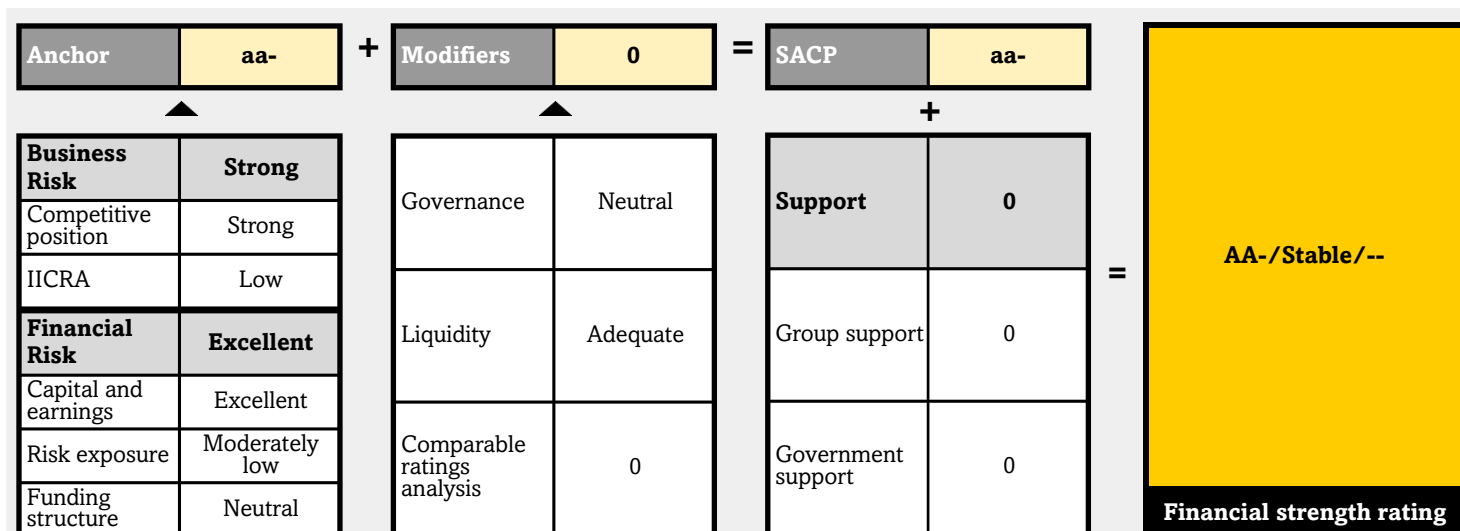 Anchor aa- + Modifiers 0 = SACP aa-
+
Business
Risk
Strong
Competitive
position
Strong
IICRA Low
Financial
Risk
Excellent
Capital and
earnings
Excellent
Risk exposure
Moderately
low
Funding
structure
Neutral
Governance Neutral
Liquidity Adequate
Comparable
ratings
analysis
0
Support 0
Group support 0
Government
support
0
=
AA-/Stable/--
Financial strength rating